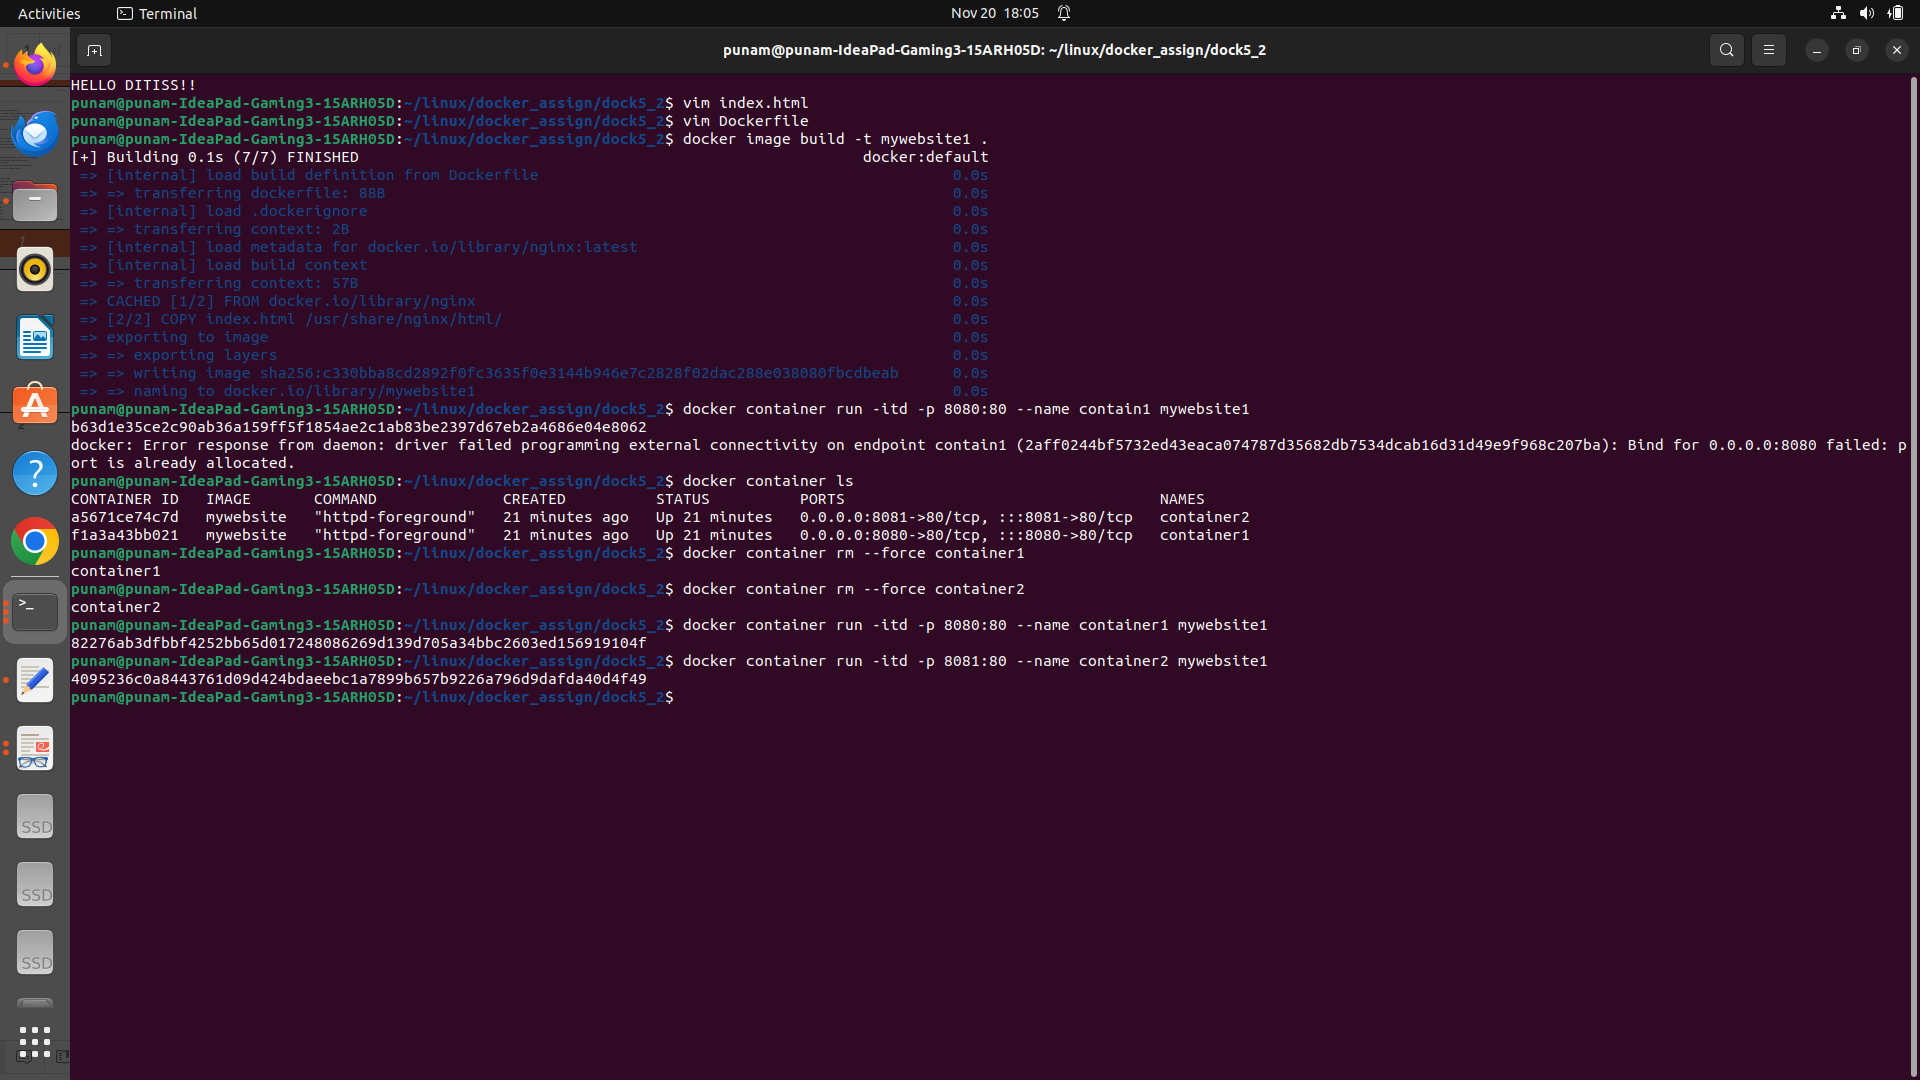 Activities
Terminal
Nov 20 18:05
punam@punam-IdeaPad-Gaming3-15ARH05D: ~/linux/docker_assign/dock5_2
HELLO DITISS!!
punam@punam-IdeaPad-Gaming3-15ARH05D:~/linux/docker_assign/dock5_2$ vim index.html
punam@punam-IdeaPad-Gaming3-15ARH05D:~/linux/docker_assign/dock5_2$ vim Dockerfile
punam@punam-IdeaPad-Gaming3-15ARH05D:~/linux/docker_assign/dock5_2$ docker image build -t mywebsite1 .
[+] Building 0.1s (7/7) FINISHED docker:default
=> [internal] load build definition from Dockerfile 0.0s
=> => transferring dockerfile: 88B 0.0s
=> [internal] load .dockerignore 0.0s
=> => transferring context: 2B 0.0s
=> [internal] load metadata for docker.io/library/nginx:latest 0.0s
=> [internal] load build context 0.0s
=> => transferring context: 57B 0.0s
=> CACHED [1/2] FROM docker.io/library/nginx 0.0s
=> [2/2] COPY index.html /usr/share/nginx/html/ 0.0s
=> exporting to image 0.0s
=> => exporting layers 0.0s
=> => writing image sha256:c330bba8cd2892f0fc3635f0e3144b946e7c2828f02dac288e038080fbcdbeab 0.0s
=> => naming to docker.io/library/mywebsite1 0.0s
punam@punam-IdeaPad-Gaming3-15ARH05D:~/linux/docker_assign/dock5_2$ docker container run -itd -p 8080:80 --name contain1 mywebsite1
b63d1e35ce2c90ab36a159ff5f1854ae2c1ab83be2397d67eb2a4686e04e8062
docker: Error response from daemon: driver failed programming external connectivity on endpoint contain1 (2aff0244bf5732ed43eaca074787d35682db7534dcab16d31d49e9f968c207ba): Bind for 0.0.0.0:8080 failed: p
ort is already allocated.
punam@punam-IdeaPad-Gaming3-15ARH05D:~/linux/docker_assign/dock5_2$ docker container ls
CONTAINER ID IMAGE COMMAND CREATED STATUS PORTS NAMES
a5671ce74c7d mywebsite "httpd-foreground" 21 minutes ago Up 21 minutes 0.0.0.0:8081->80/tcp, :::8081->80/tcp container2
f1a3a43bb021 mywebsite "httpd-foreground" 21 minutes ago Up 21 minutes 0.0.0.0:8080->80/tcp, :::8080->80/tcp container1
punam@punam-IdeaPad-Gaming3-15ARH05D:~/linux/docker_assign/dock5_2$ docker container rm --force container1
container1
punam@punam-IdeaPad-Gaming3-15ARH05D:~/linux/docker_assign/dock5_2$ docker container rm --force container2
container2
punam@punam-IdeaPad-Gaming3-15ARH05D:~/linux/docker_assign/dock5_2$ docker container run -itd -p 8080:80 --name container1 mywebsite1
82276ab3dfbbf4252bb65d017248086269d139d705a34bbc2603ed156919104f
punam@punam-IdeaPad-Gaming3-15ARH05D:~/linux/docker_assign/dock5_2$ docker container run -itd -p 8081:80 --name container2 mywebsite1
4095236c0a8443761d09d424bdaeebc1a7899b657b9226a796d9dafda40d4f49
punam@punam-IdeaPad-Gaming3-15ARH05D:~/linux/docker_assign/dock5_2$
SSD
SSD
SSD